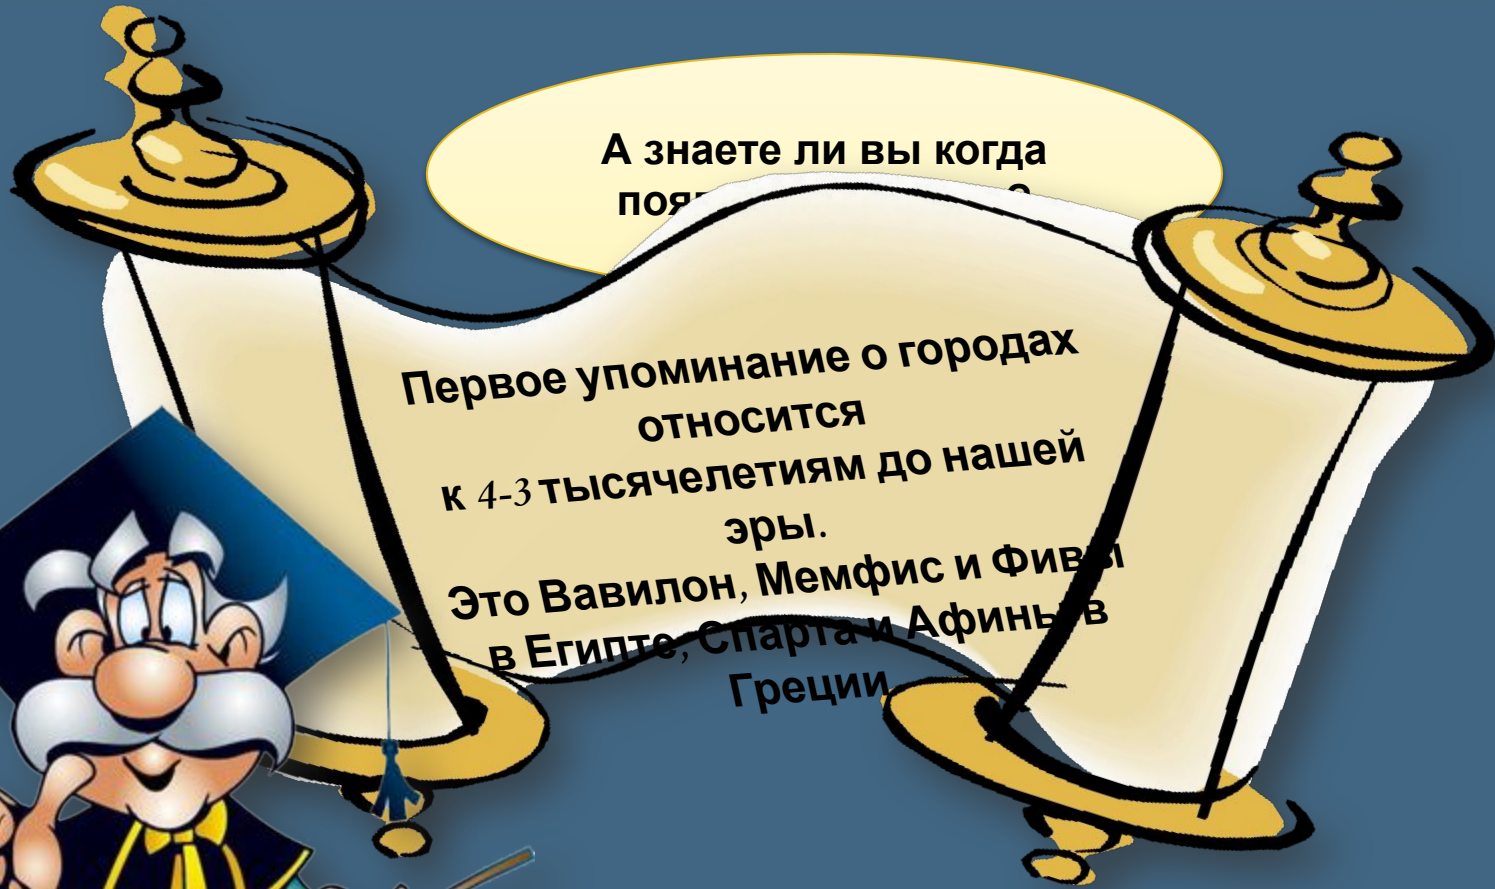 А знаете ли вы когда
Первое упоминание о городах
относится
к 4-3 тысячелетиям до нашей
эры.
Это Вавилон, Мемфис и Фивы
в Египте, Спарта и Афины в
Греции